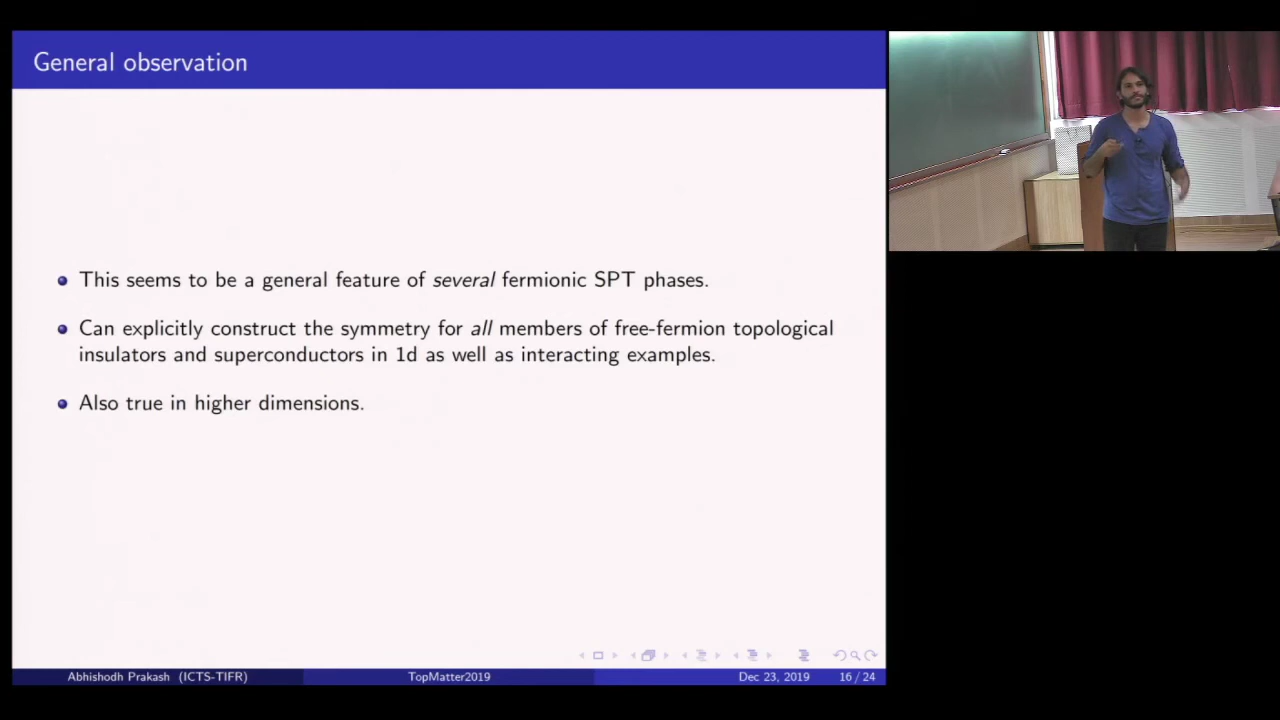 General observation
This seems to be a general feature of several fermionic SPT phases.
Can explicitly construct the symmetry for all members of free-fermion topological
insulators and superconductors in 1d as well as interacting examples.
Also true in higher dimensions.
Abhishodh Prakash (ICTS-TIFR) TopMatter2019 Dec 23, 2019 16 / 24